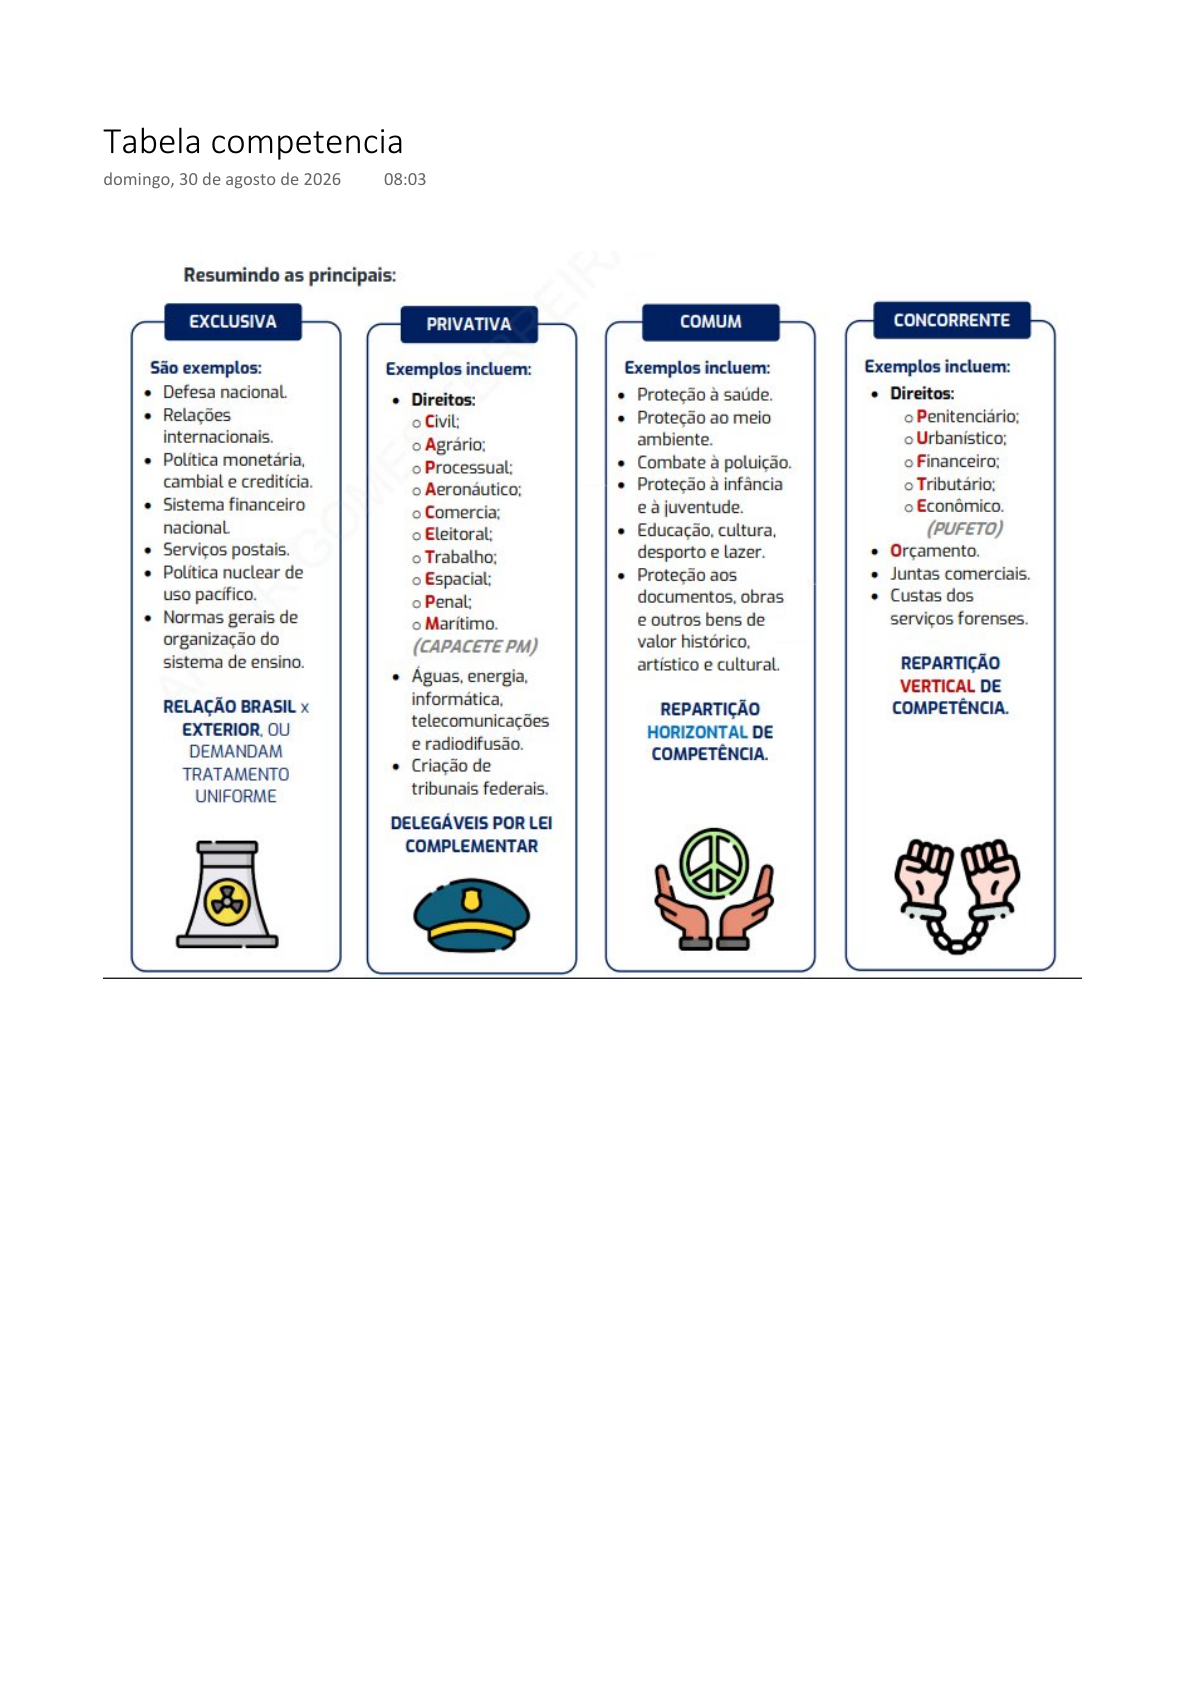 Tabela competencia
domingo, 30 de agosto de 2026 08:03
Resumindo as principais:
EXCLUSIVA
São exemplos:
• Defesa nacional.
• Relações
internacionais.
• Política monetária,
cambial e creditícia.
• Sistema financeiro
nacional.
• Serviços postais.
• Política nuclear de
uso pacífico.
• Normas gerais de
organização do
sistema de ensino.
RELAÇÃO BRASIL x
EXTERIOR, OU
DEMANDAM
TRATAMENTO
UNIFORME
PRIVATIVA
Exemplos incluem:
• Direitos:
o Civil;
o Agrário;
o Processual;
o Aeronáutico;
o Comercia;
o Eleitoral;
o Trabalho;
o Espacial;
o Penal;
o Marítimo.
(CAPACETE PM)
• Águas, energia,
informática,
telecomunicações
e radiodifusão.
• Criação de
tribunais federais.
DELEGÁVEIS POR LEI
COMPLEMENTAR
COMUM
Exemplos incluem:
• Proteção à saúde.
• Proteção ao meio
ambiente.
• Combate à poluição.
• Proteção à infância
e à juventude.
• Educação, cultura,
desporto e lazer.
• Proteção aos
documentos, obras
e outros bens de
valor histórico,
artístico e cultural.
REPARTIÇÃO
HORIZONTAL DE
COMPETÊNCIA.
CONCORRENTE
Exemplos incluem:
• Direitos:
o Penitenciário;
o Urbanístico;
o Financeiro;
o Tributário;
o Econômico.
(PUFETO)
• Orçamento.
• Juntas comerciais.
• Custas dos
serviços forenses.
REPARTIÇÃO
VERTICAL DE
COMPETÊNCIA.